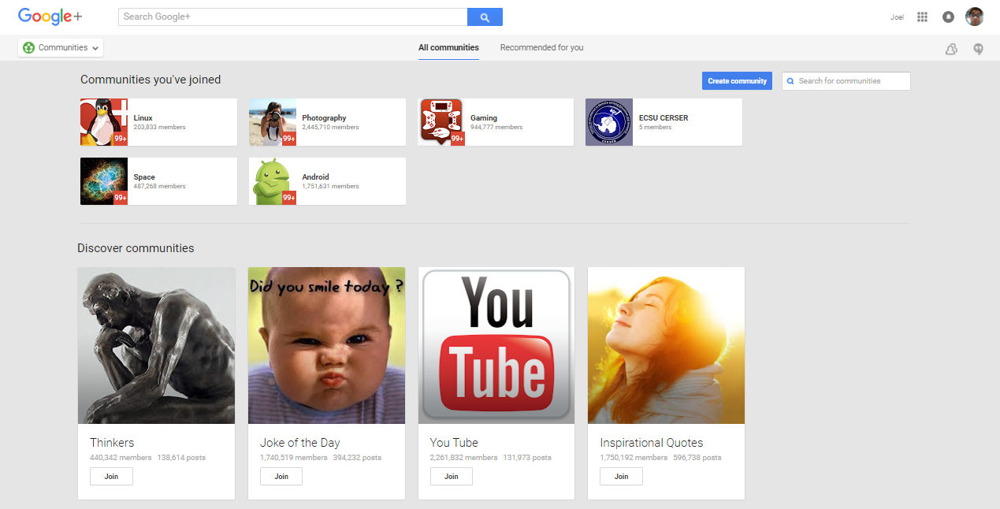 Google+
Search Google+
Joel
Communities
All communities
Recommended for you
Communities you've joined
Create community
Search for communities
99+
Linux
203,833 members
99+
Photography
2,445,710 members
99+
Gaming
944,777 members
CERSER
ECSU CERSER
5 members
99+
Space
487,268 members
99+
Android
1,751,631 members
Discover communities
Thinkers
440,342 members 138,614 posts
Join
Did you smile today ?
Joke of the Day
1,740,519 members 394,232 posts
Join
You
Tube
You Tube
2,261,832 members 131,973 posts
Join
Inspirational Quotes
1,750,192 members 596,738 posts
Join